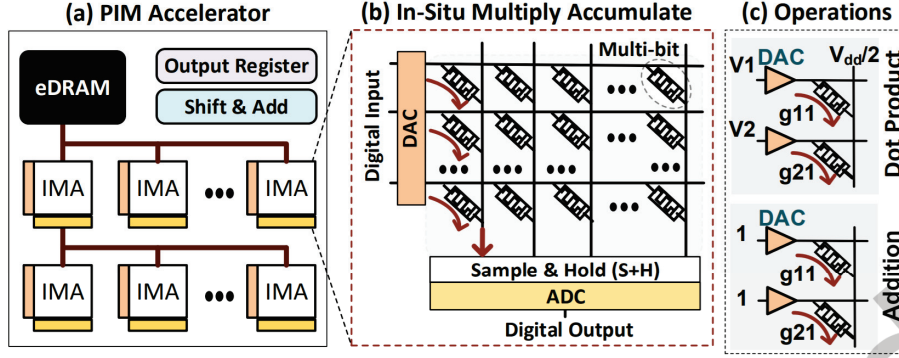 (a) PIM Accelerator
eDRAM
Output Register
Shift & Add
IMA
IMA
IMA
IMA
IMA
IMA
(b) In-Situ Multiply Accumulate
Multi-bit
Digital Input
DAC
Sample & Hold (S+H)
ADC
Digital Output
(c) Operations
DAC
Vdd/2
V1
g11
V2
g21
Dot Product
DAC
1
g11
1
g21
Addition